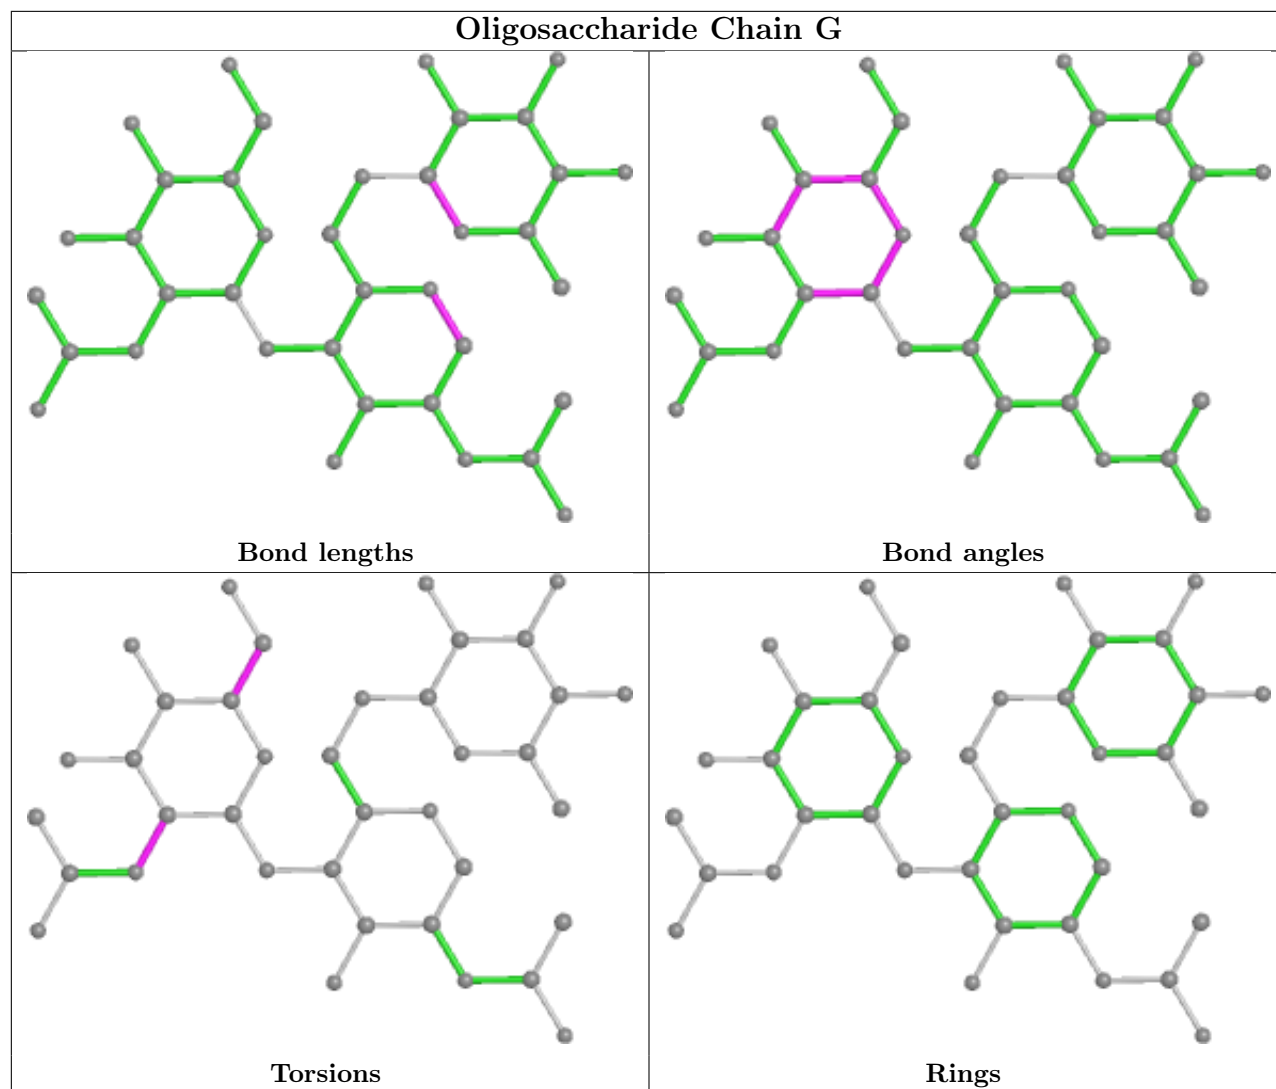 Oligosaccharide Chain G
Bond lengths
Bond angles
Torsions
Rings